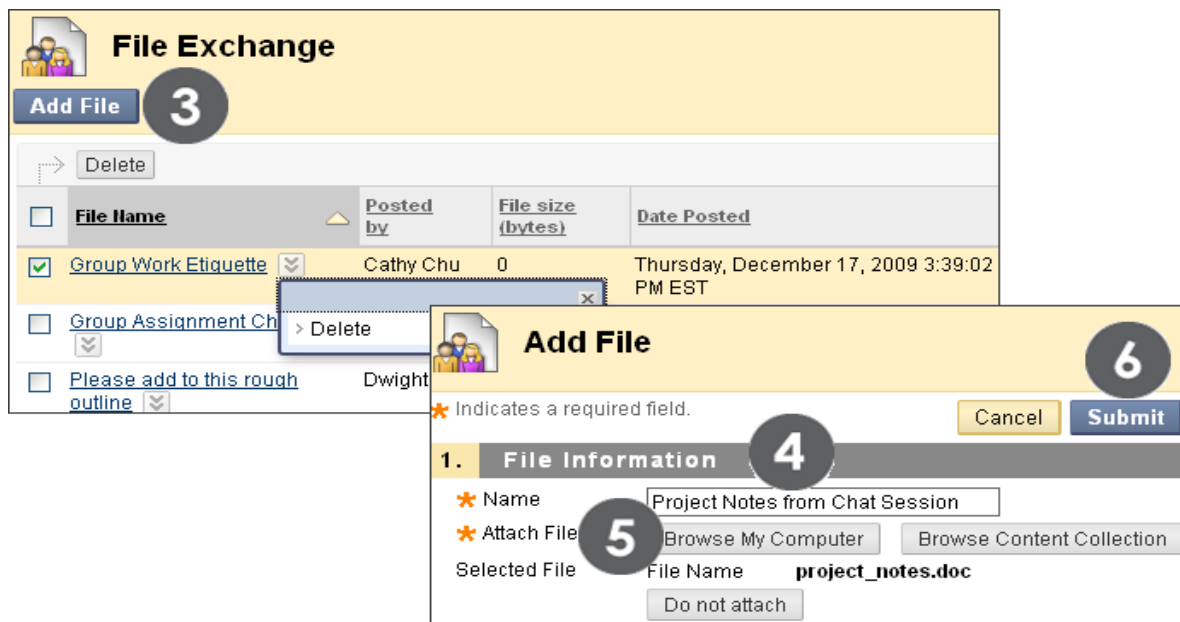 File Exchange
Add File 3
Delete
File Name Posted by File size (bytes) Date Posted
Group Work Etiquette Cathy Chu 0 Thursday, December 17, 2009 3:39:02 PM EST
Group Assignment Ch
> Delete
Please add to this rough outline Dwight
Add File
6
Indicates a required field.
Cancel Submit
1. File Information 4
Name Project Notes from Chat Session
Attach File 5 Browse My Computer Browse Content Collection
Selected File File Name project_notes.doc
Do not attach